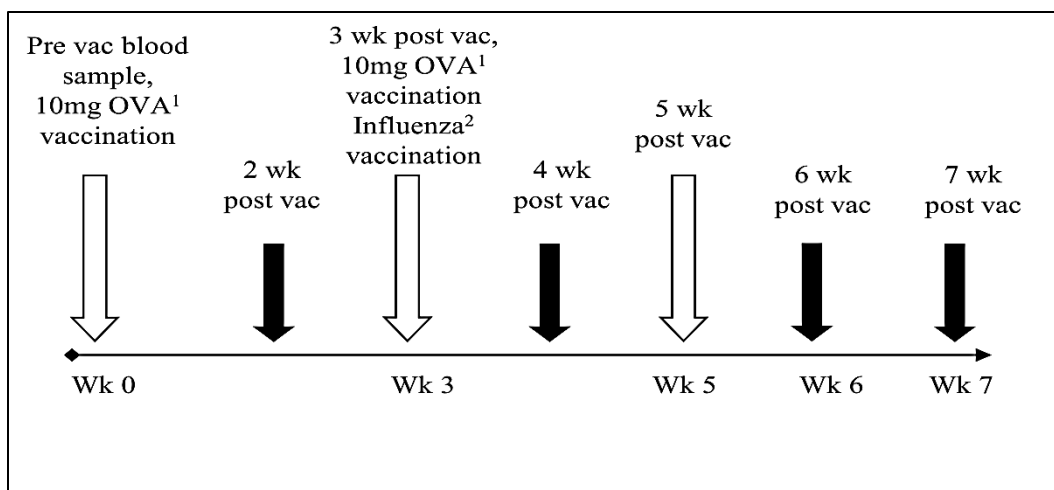 Pre vac blood
sample,
10mg OVA¹
vaccination
2 wk
post vac
3 wk post vac,
10mg OVA¹
vaccination
Influenza²
vaccination
4 wk
post vac
5 wk
post vac
6 wk
post vac
7 wk
post vac
Wk 0
Wk 3
Wk 5
Wk 6
Wk 7